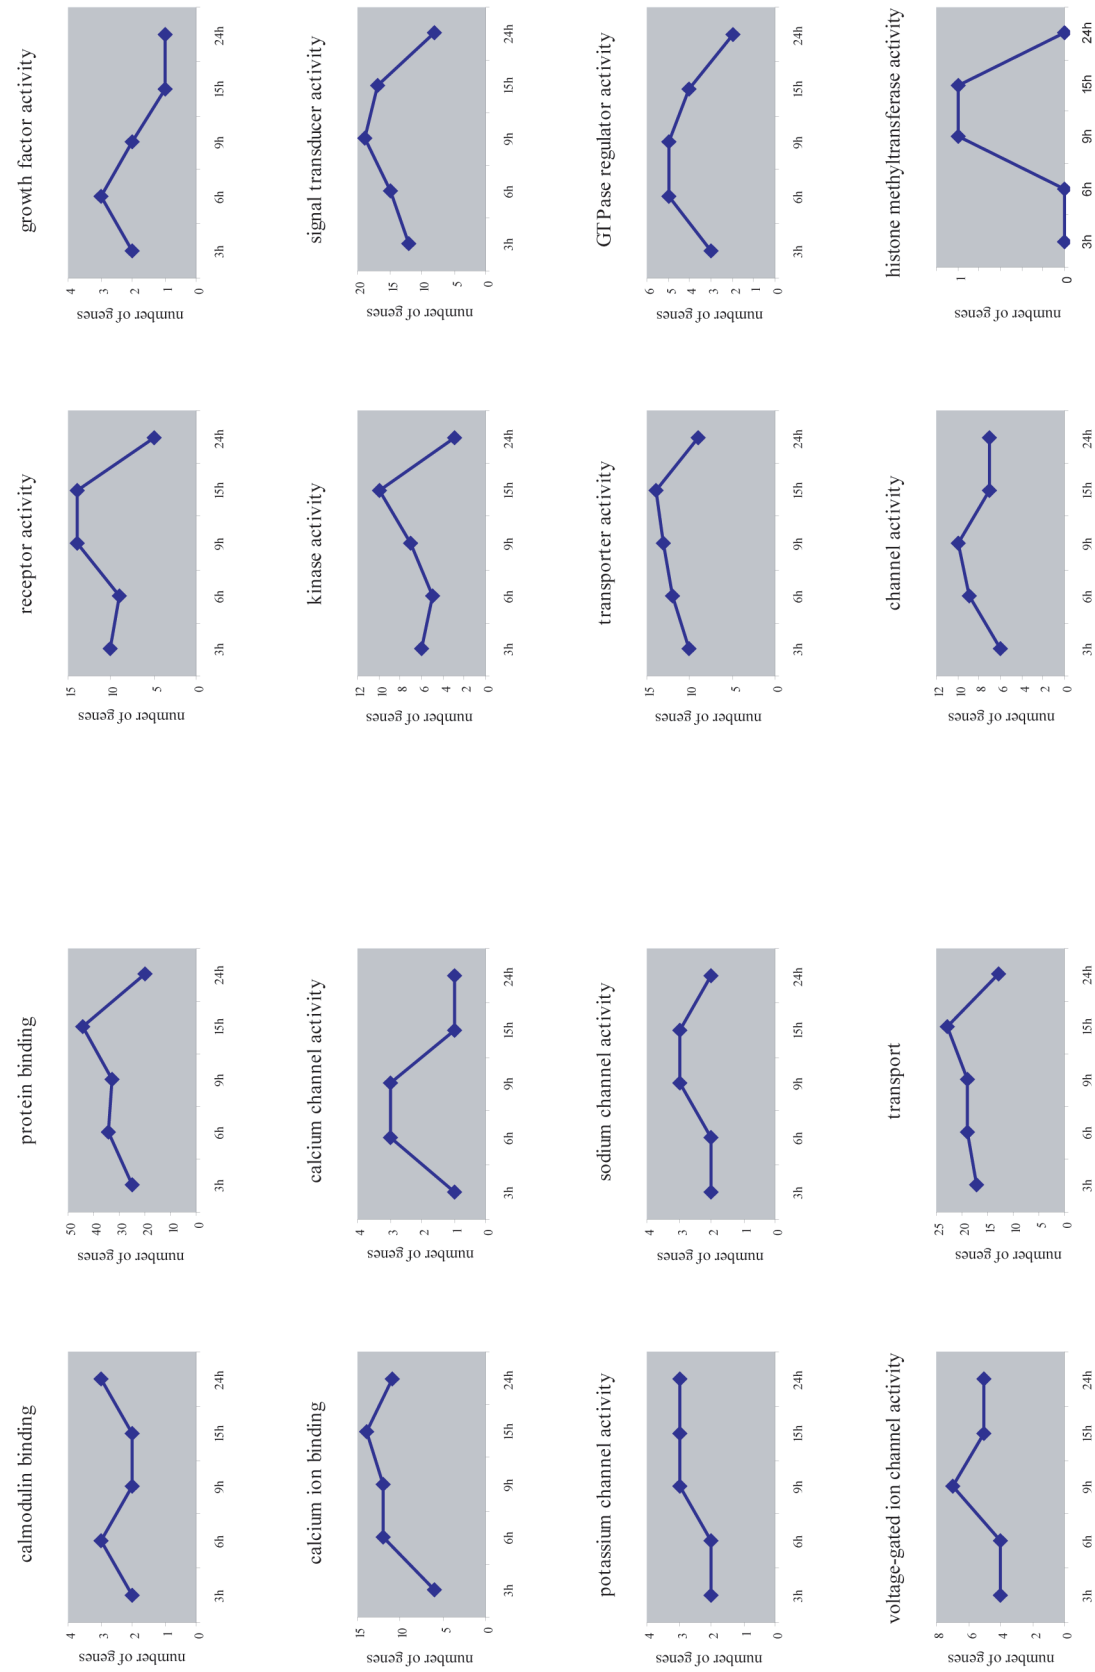 calmodulin binding
number of genes
4
3
2
1
0
3h 6h 9h 15h 24h
protein binding
number of genes
50
40
30
20
10
0
3h 6h 9h 15h 24h
receptor activity
number of genes
15
10
5
0
3h 6h 9h 15h 24h
growth factor activity
number of genes
4
3
2
1
0
3h 6h 9h 15h 24h
calcium ion binding
number of genes
15
10
5
0
3h 6h 9h 15h 24h
calcium channel activity
number of genes
4
3
2
1
0
3h 6h 9h 15h 24h
kinase activity
number of genes
12
10
8
6
4
2
0
3h 6h 9h 15h 24h
signal transducer activity
number of genes
20
15
10
5
0
3h 6h 9h 15h 24h
potassium channel activity
number of genes
4
3
2
1
0
3h 6h 9h 15h 24h
sodium channel activity
number of genes
4
3
2
1
0
3h 6h 9h 15h 24h
transporter activity
number of genes
15
10
5
0
3h 6h 9h 15h 24h
GTPase regulator activity
number of genes
6
5
4
3
2
1
0
3h 6h 9h 15h 24h
voltage-gated ion channel activity
number of genes
8
6
4
2
0
3h 6h 9h 15h 24h
transport
number of genes
25
20
15
10
5
0
3h 6h 9h 15h 24h
channel activity
number of genes
12
10
8
6
4
2
0
3h 6h 9h 15h 24h
histone methyltransferase activity
number of genes
1
0
3h 6h 9h 15h 24h